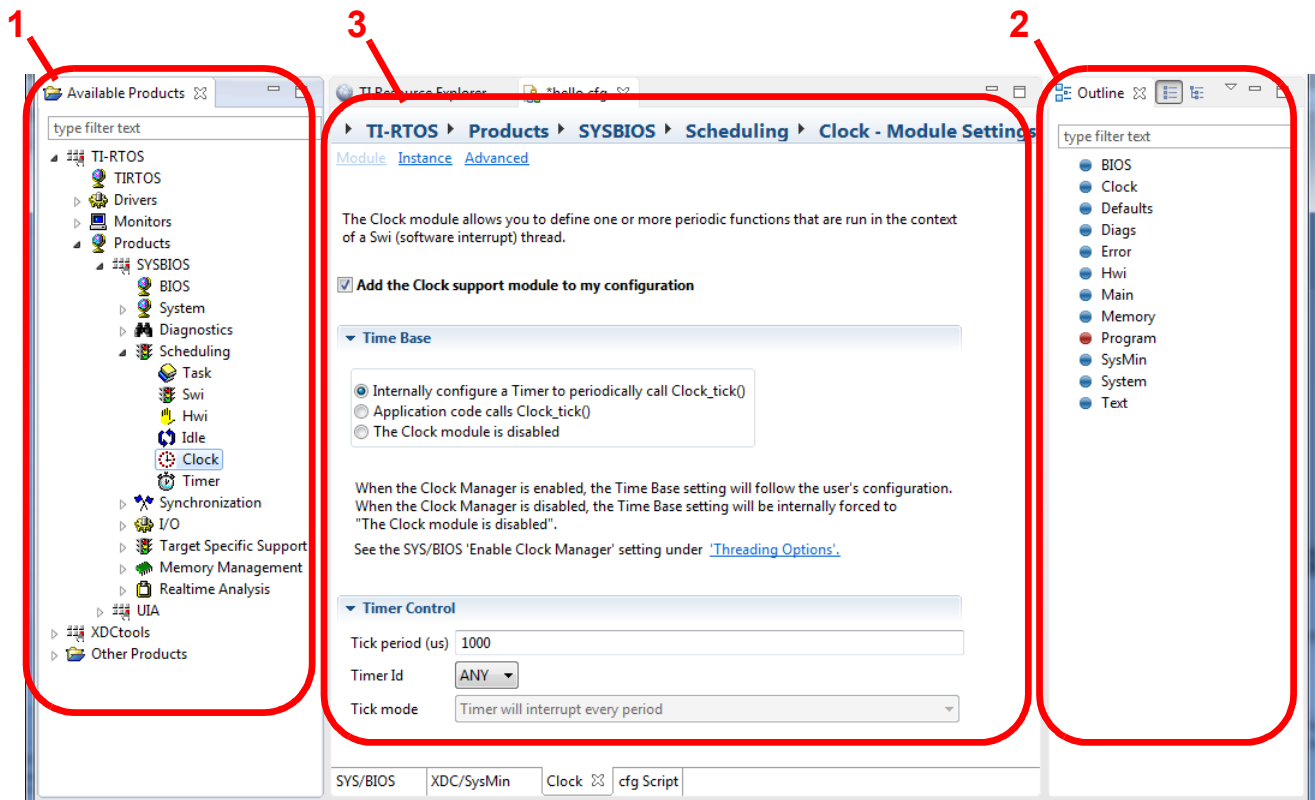 1
3
2
Available Products
type filter text
TI-RTOS
TIRTOS
Drivers
Monitors
Products
SYSBIOS
BIOS
System
Diagnostics
Scheduling
Task
Swi
Hwi
Idle
Clock
Timer
Synchronization
I/O
Target Specific Support
Memory Management
Realtime Analysis
UIA
XDCtools
Other Products
TI Resource Explorer *hello.cfg
TI-RTOS Products SYSBIOS Scheduling Clock - Module Settings
Module Instance Advanced
The Clock module allows you to define one or more periodic functions that are run in the context
of a Swi (software interrupt) thread.
Add the Clock support module to my configuration
Time Base
Internally configure a Timer to periodically call Clock_tick()
Application code calls Clock_tick()
The Clock module is disabled
When the Clock Manager is enabled, the Time Base setting will follow the user's configuration.
When the Clock Manager is disabled, the Time Base setting will be internally forced to
"The Clock module is disabled".
See the SYS/BIOS 'Enable Clock Manager' setting under 'Threading Options'.
Timer Control
Tick period (us) 1000
Timer Id ANY
Tick mode Timer will interrupt every period
SYS/BIOS XDC/SysMin Clock cfg Script
Outline
type filter text
BIOS
Clock
Defaults
Diags
Error
Hwi
Main
Memory
Program
SysMin
System
Text